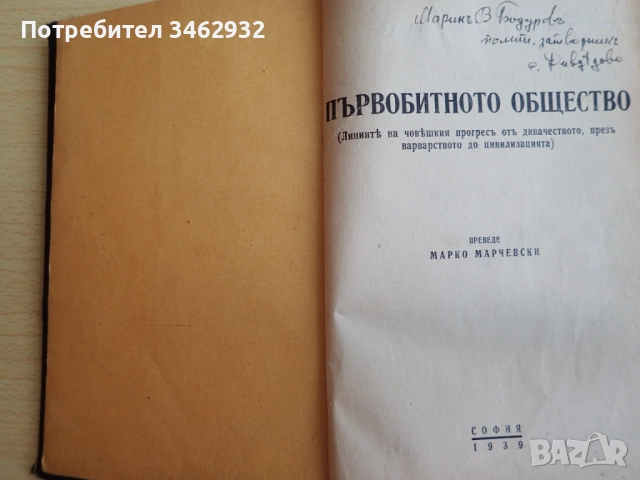 Потребител 3462932
Маринъ В Бодуровъ
полит. затворникъ
с.
ПЪРВОБИТНОТО ОБЩЕСТВО
(Линиитѣ на човѣшкия прогресъ отъ дивачеството, презъ
варварството до цивилизацията)
ПРЕВЕДЕ
МАРКО МАРЧЕВСКИ
СОФИЯ
1939
BAZAR